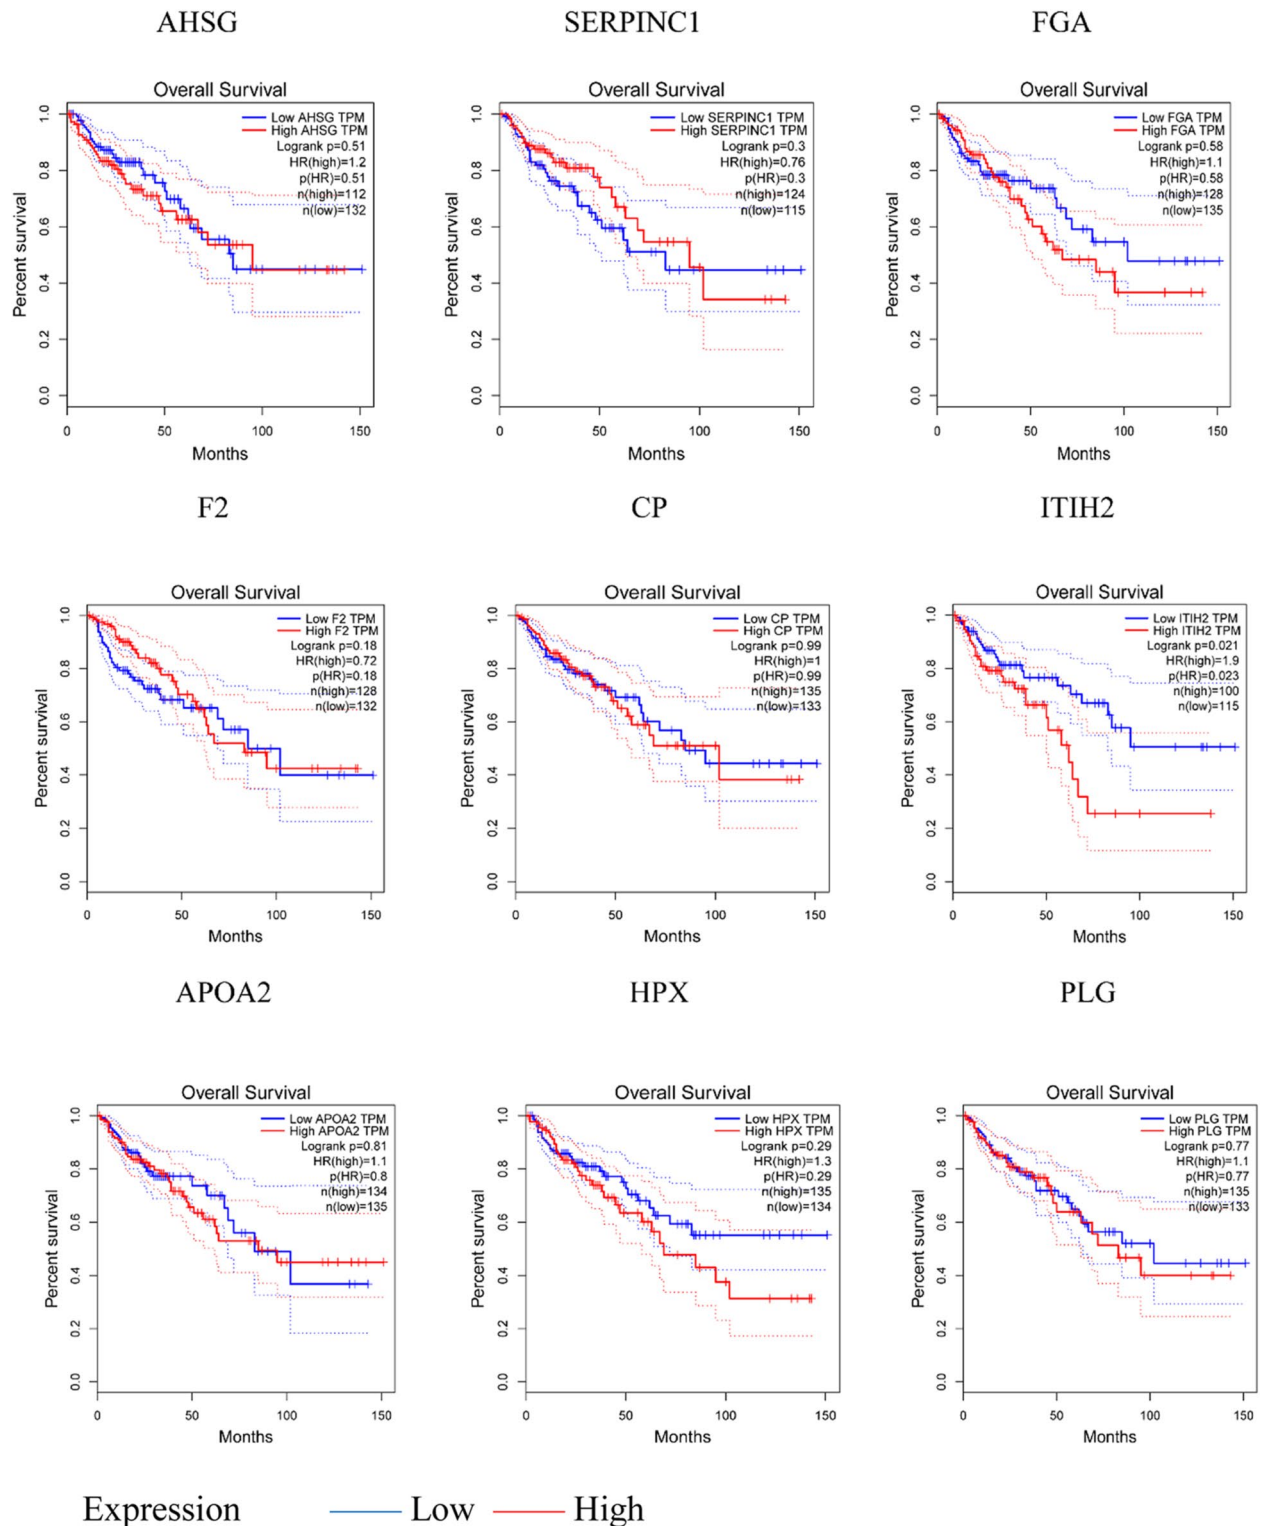 AHSG
SERPINC1
FGA
Overall Survival
Low AHSG TPM
High AHSG TPM
Logrank p=0.51
HR(high)=1.2
p(HR)=0.51
n(high)=112
n(low)=132
Percent survival
0.0
0.2
0.4
0.6
0.8
1.0
0
50
100
150
Months
Overall Survival
Low SERPINC1 TPM
High SERPINC1 TPM
Logrank p=0.3
HR(high)=0.76
p(HR)=0.3
n(high)=124
n(low)=115
Percent survival
0.0
0.2
0.4
0.6
0.8
1.0
0
50
100
150
Months
Overall Survival
Low FGA TPM
High FGA TPM
Logrank p=0.58
HR(high)=1.1
p(HR)=0.58
n(high)=128
n(low)=135
Percent survival
0.0
0.2
0.4
0.6
0.8
1.0
0
50
100
150
Months
F2
CP
ITIH2
Overall Survival
Low F2 TPM
High F2 TPM
Logrank p=0.18
HR(high)=0.72
p(HR)=0.18
n(high)=128
n(low)=132
Percent survival
0.0
0.2
0.4
0.6
0.8
1.0
0
50
100
150
Months
Overall Survival
Low CP TPM
High CP TPM
Logrank p=0.99
HR(high)=1
p(HR)=0.99
n(high)=135
n(low)=133
Percent survival
0.0
0.2
0.4
0.6
0.8
1.0
0
50
100
150
Months
Overall Survival
Low ITIH2 TPM
High ITIH2 TPM
Logrank p=0.021
HR(high)=1.9
p(HR)=0.023
n(high)=100
n(low)=115
Percent survival
0.0
0.2
0.4
0.6
0.8
1.0
0
50
100
150
Months
APOA2
HPX
PLG
Overall Survival
Low APOA2 TPM
High APOA2 TPM
Logrank p=0.81
HR(high)=1.1
p(HR)=0.8
n(high)=134
n(low)=135
Percent survival
0.0
0.2
0.4
0.6
0.8
1.0
0
50
100
150
Months
Overall Survival
Low HPX TPM
High HPX TPM
Logrank p=0.29
HR(high)=1.3
p(HR)=0.29
n(high)=135
n(low)=134
Percent survival
0.0
0.2
0.4
0.6
0.8
1.0
0
50
100
150
Months
Overall Survival
Low PLG TPM
High PLG TPM
Logrank p=0.77
HR(high)=1.1
p(HR)=0.77
n(high)=135
n(low)=133
Percent survival
0.0
0.2
0.4
0.6
0.8
1.0
0
50
100
150
Months
Expression Low High